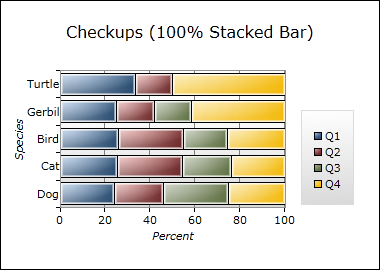 Checkups (100% Stacked Bar)
Turtle
Gerbil
Bird
Cat
Dog
Species
0 20 40 60 80 100
Percent
Q1
Q2
Q3
Q4